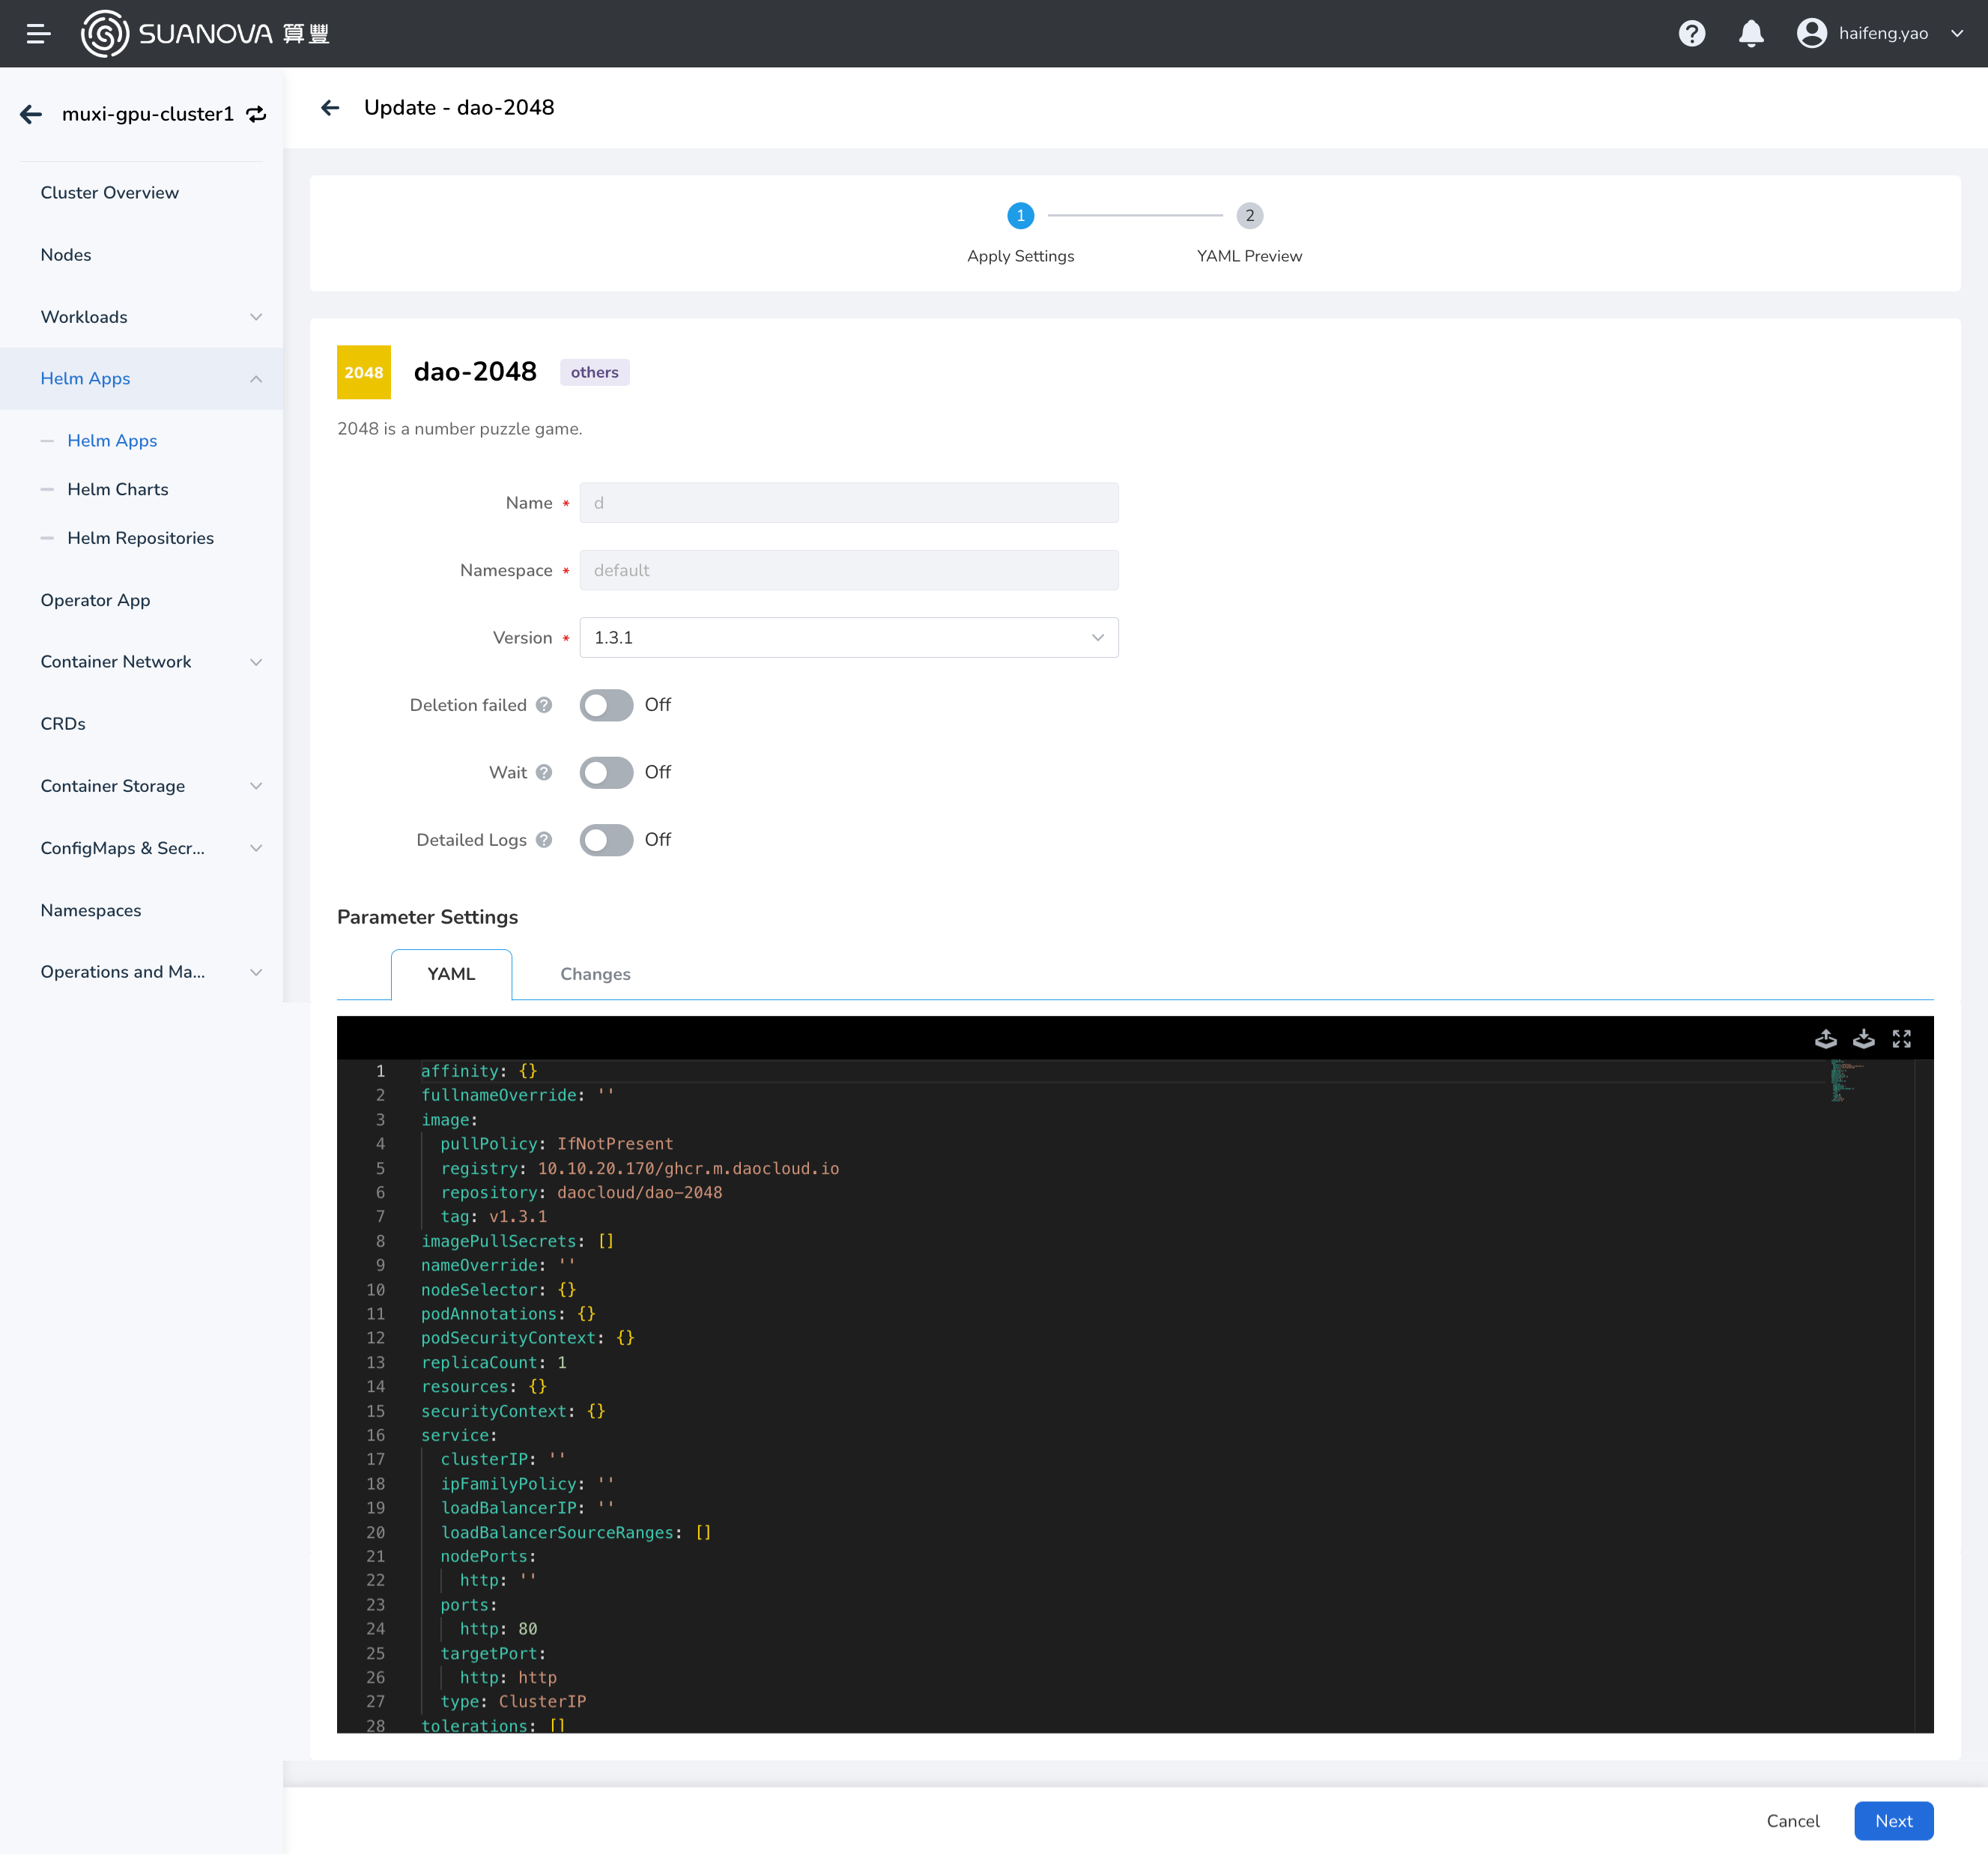 SUANOVA 算豐
haifeng.yao
muxi-gpu-cluster1
Cluster Overview
Nodes
Workloads
Helm Apps
Helm Apps
Helm Charts
Helm Repositories
Operator App
Container Network
CRDs
Container Storage
ConfigMaps & Secr...
Namespaces
Operations and Ma...
Update - dao-2048
1
2
Apply Settings
YAML Preview
2048
dao-2048
others
2048 is a number puzzle game.
Name * d
Namespace * default
Version * 1.3.1
Deletion failed ? Off
Wait ? Off
Detailed Logs ? Off
Parameter Settings
YAML
Changes
1 affinity: {}
2 fullnameOverride: ''
3 image:
4 pullPolicy: IfNotPresent
5 registry: 10.10.20.170/ghcr.m.daocloud.io
6 repository: daocloud/dao-2048
7 tag: v1.3.1
8 imagePullSecrets: []
9 nameOverride: ''
10 nodeSelector: {}
11 podAnnotations: {}
12 podSecurityContext: {}
13 replicaCount: 1
14 resources: {}
15 securityContext: {}
16 service:
17 clusterIP: ''
18 ipFamilyPolicy: ''
19 loadBalancerIP: ''
20 loadBalancerSourceRanges: []
21 nodePorts:
22 http: ''
23 ports:
24 http: 80
25 targetPort:
26 http: http
27 type: ClusterIP
28 tolerations: []
Cancel
Next